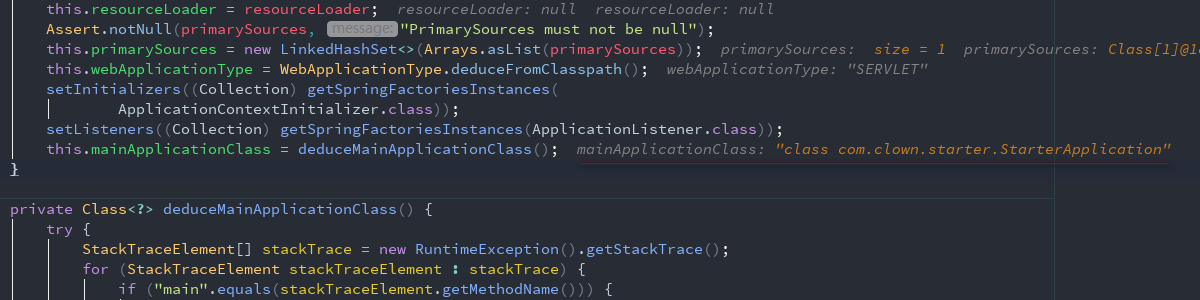 this.resourceLoader = resourceLoader; resourceLoader: null resourceLoader: null
Assert.notNull(primarySources, message: "PrimarySources must not be null");
this.primarySources = new LinkedHashSet<>(Arrays.asList(primarySources)); primarySources: size = 1 primarySources: Class[1]@1
this.webApplicationType = WebApplicationType.deduceFromClasspath(); webApplicationType: "SERVLET"
setInitializers((Collection) getSpringFactoriesInstances(
ApplicationContextInitializer.class));
setListeners((Collection) getSpringFactoriesInstances(ApplicationListener.class));
this.mainApplicationClass = deduceMainApplicationClass(); mainApplicationClass: "class com.clown.starter.StarterApplication"
}
private Class<?> deduceMainApplicationClass() {
try {
StackTraceElement[] stackTrace = new RuntimeException().getStackTrace();
for (StackTraceElement stackTraceElement : stackTrace) {
if ("main".equals(stackTraceElement.getMethodName())) {